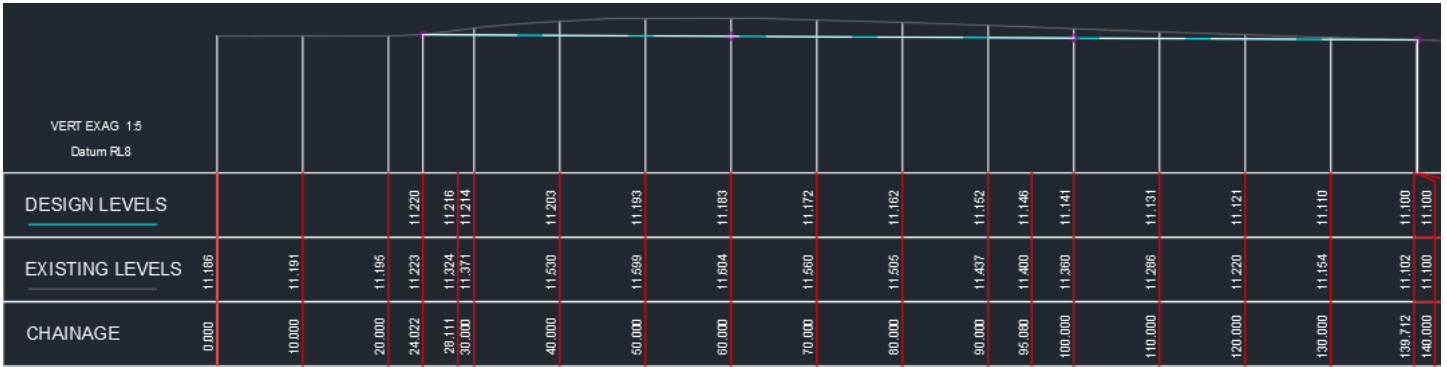 VERT EXAG 1:5
Datum RL8
DESIGN LEVELS 11.220 11.216 11.214 11.203 11.193 11.183 11.172 11.162 11.152 11.146 11.141 11.131 11.121 11.110 11.100 11.100
EXISTING LEVELS 11.186 11.191 11.195 11.223 11.324 11.371 11.530 11.599 11.604 11.560 11.505 11.437 11.400 11.360 11.286 11.220 11.154 11.102 11.100
CHAINAGE 0.000 10.000 20.000 24.022 28.111 30.000 40.000 50.000 60.000 70.000 80.000 90.000 95.080 100.000 110.000 120.000 130.000 139.712 140.000